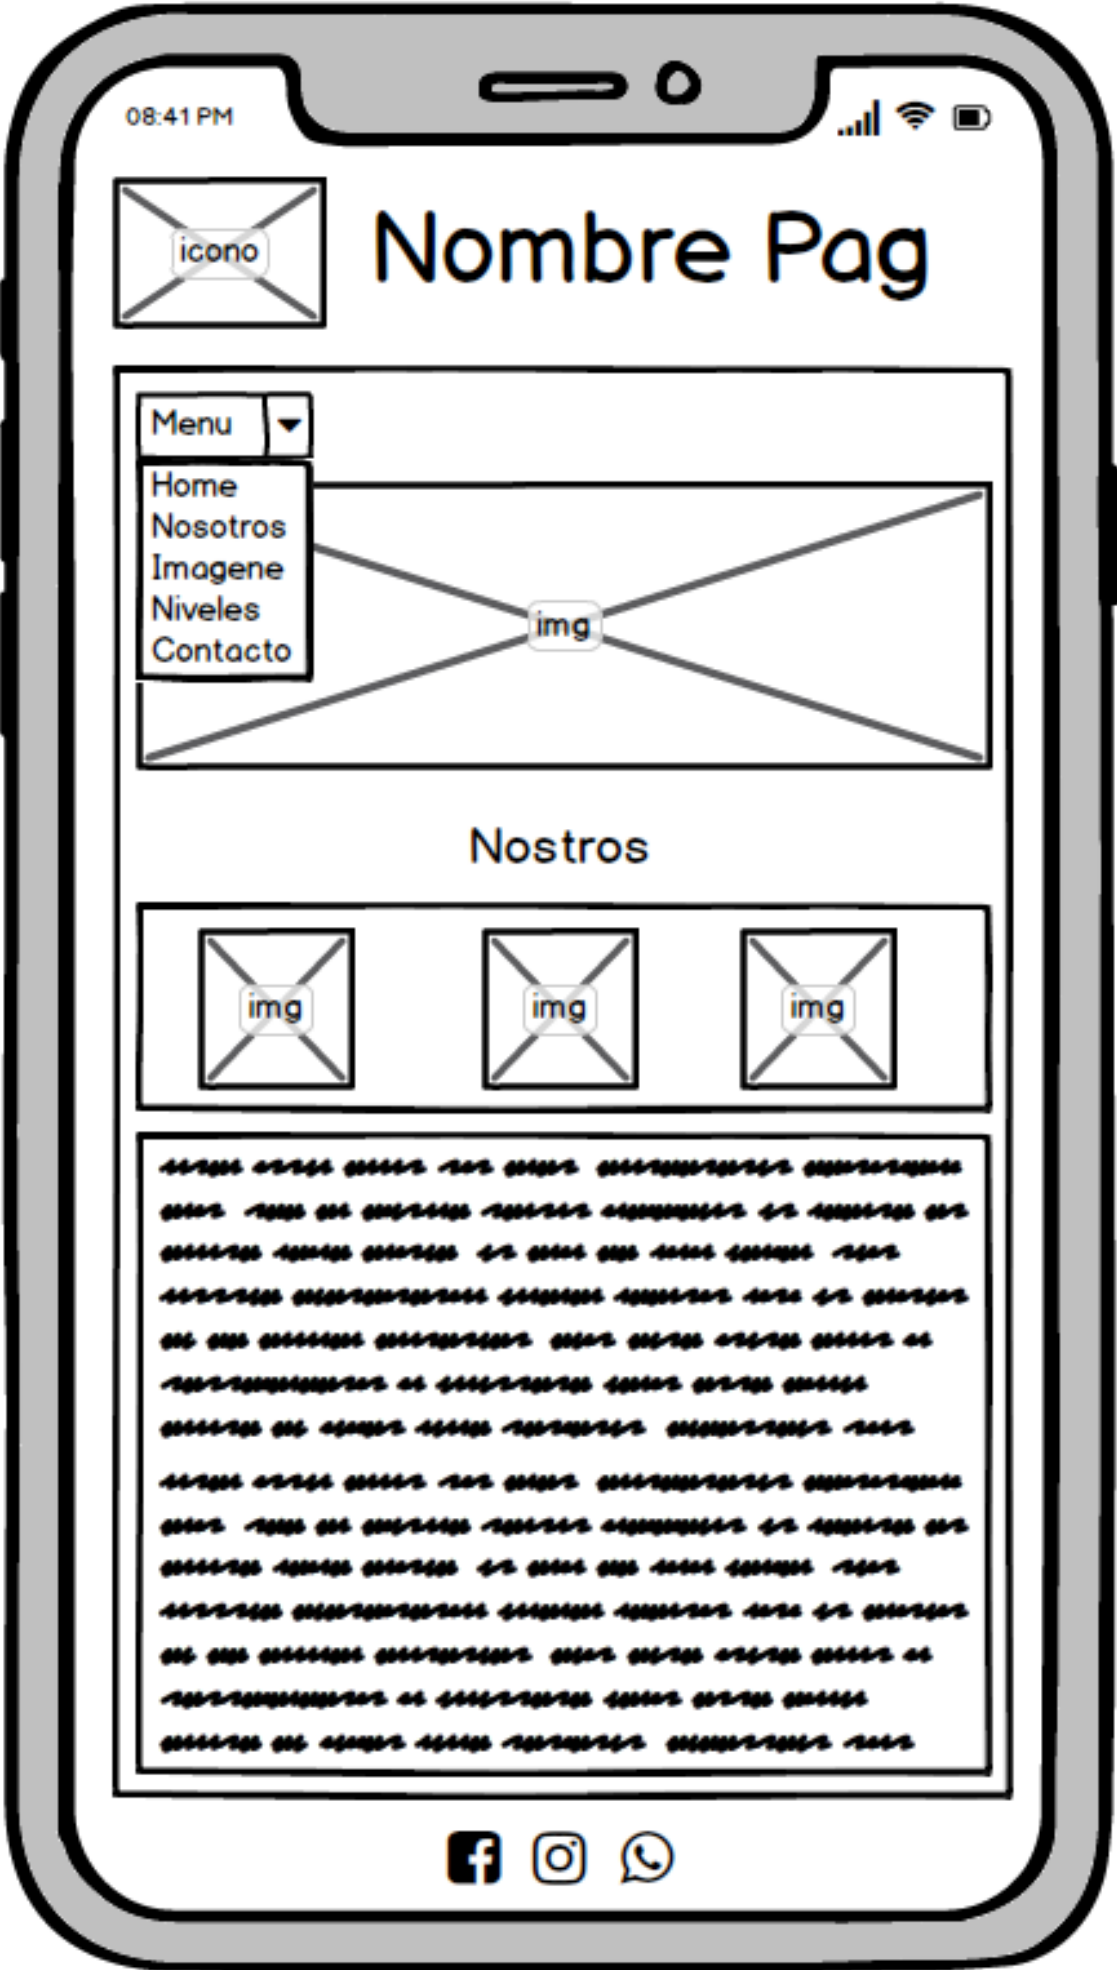 08:41 PM
icono
Nombre Pag
Menu
Home
Nosotros
Imagene
Niveles
Contacto
img
Nostros
img
img
img